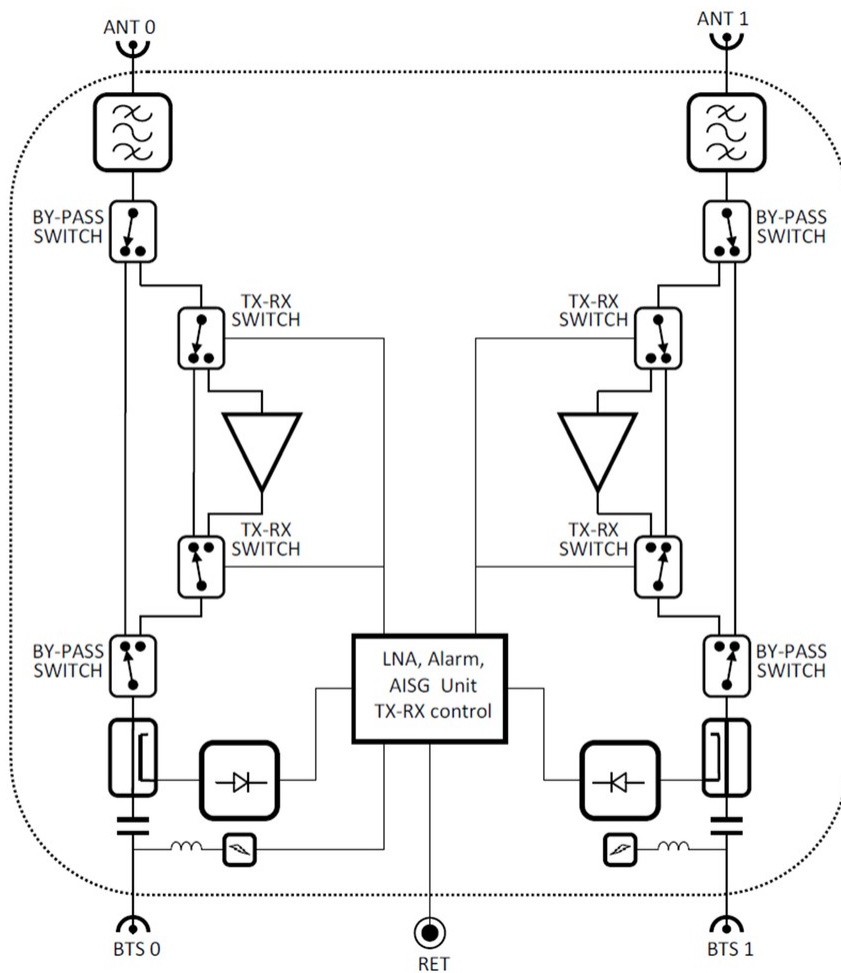 ANT 0
ANT 1
BY-PASS
SWITCH
BY-PASS
SWITCH
TX-RX
SWITCH
TX-RX
SWITCH
TX-RX
SWITCH
TX-RX
SWITCH
BY-PASS
SWITCH
LNA, Alarm,
AISG Unit
TX-RX control
BY-PASS
SWITCH
BTS 0
RET
BTS 1